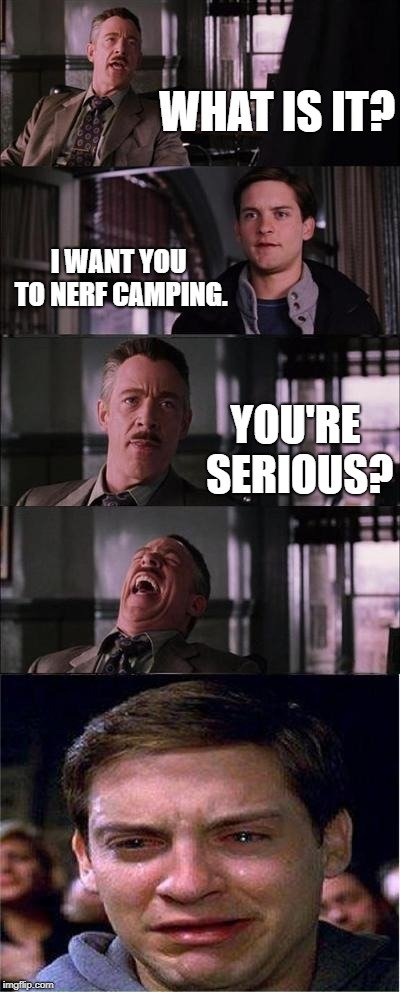 WHAT IS IT?
I WANT YOU
TO NERF CAMPING.
YOU'RE
SERIOUS?
imgflip.com